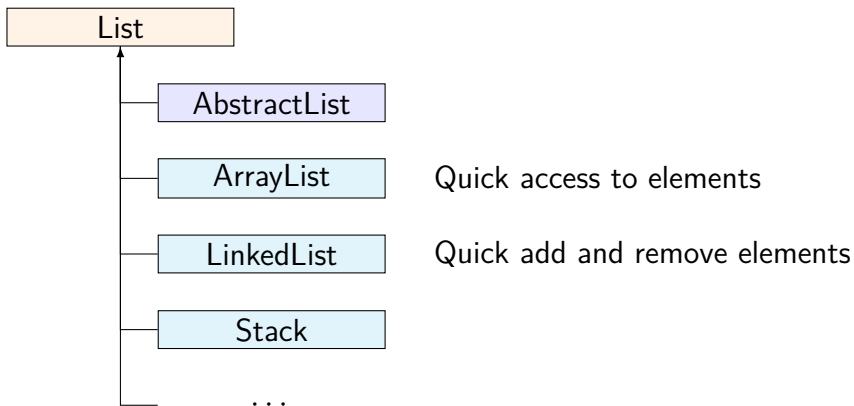 List
AbstractList
ArrayList Quick access to elements
LinkedList Quick add and remove elements
Stack
...